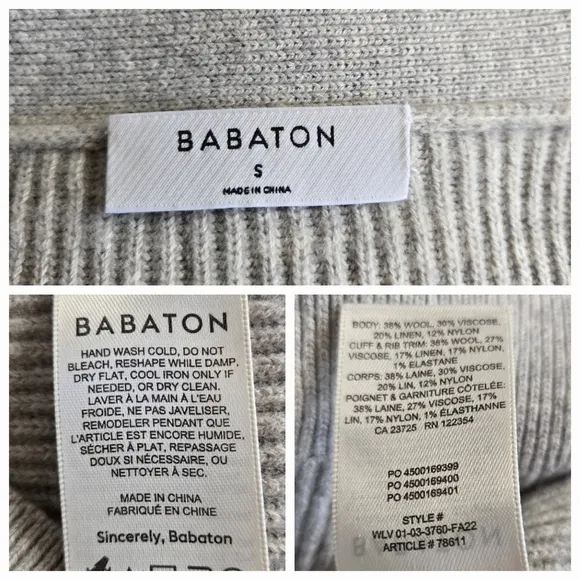 BABATON
S
MADE IN CHINA
BABATON
HAND WASH COLD, DO NOT
BLEACH, RESHAPE WHILE DAMP.
DRY FLAT, COOL IRON ONLY IF
NEEDED, OR DRY CLEAN.
LAVER À LA MAIN À L'EAU
FROIDE, NE PAS JAVELISER,
REMODELER PENDANT QUE
L'ARTICLE EST ENCORE HUMIDE,
SÉCHER À PLAT, REPASSAGE
DOUX SI NÉCESSAIRE, OU
NETTOYER À SEC.
MADE IN CHINA
FABRIQUÉ EN CHINE
Sincerely, Babaton
BODY: 38% WOOL, 30% VISCOSE,
20% LINEN, 12% NYLON
CUFF & RIB TRIM: 38% WOOL, 27%
VISCOSE, 17% LINEN, 17% NYLON,
1% ELASTANE
CORPS: 38% LAINE, 30% VISCOSE,
20% LIN, 12% NYLON
POIGNET & GARNITURE CÔTELÉE:
38% LAINE, 27% VISCOSE, 17%
LIN, 17% NYLON, 1% ÉLASTHANNE
CA 23725 RN 122354
PO 4500169399
PO 4500169400
PO 4500169401
STYLE #
WLV 01-03-3760-FA22
ARTICLE # 78611